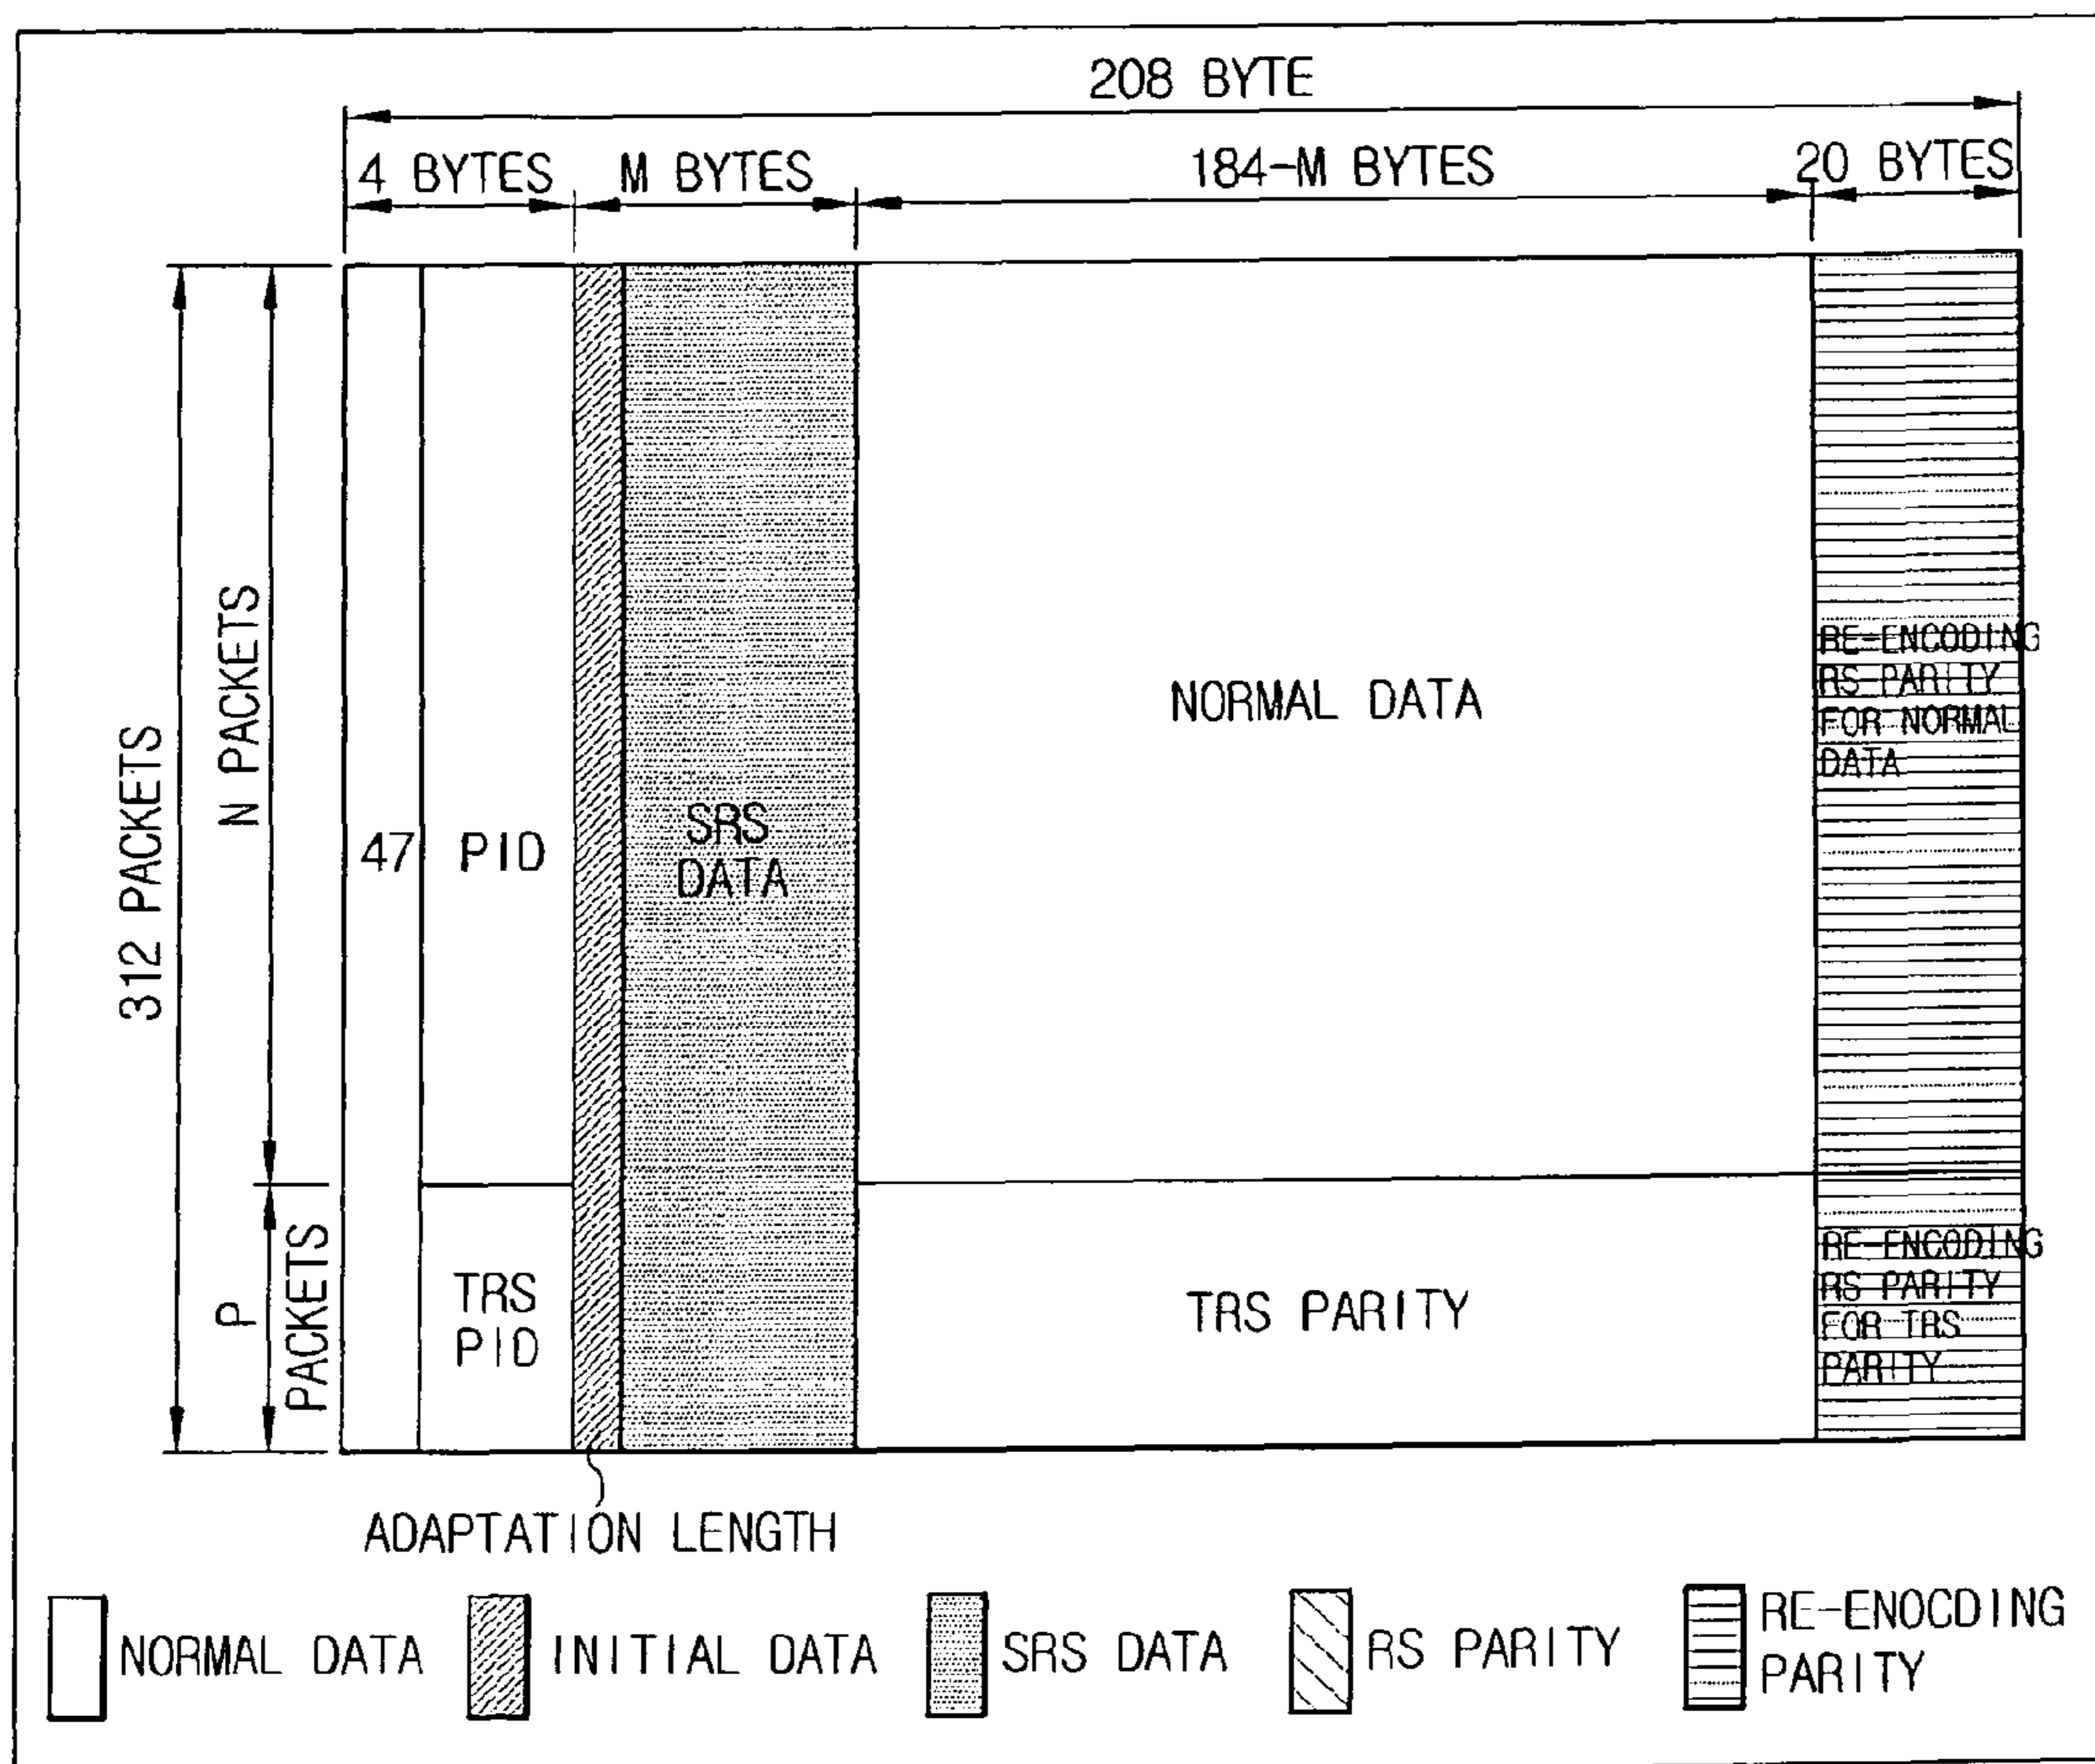 208 BYTE
4 BYTES M BYTES 184-M BYTES 20 BYTES
312 PACKETS
N PACKETS
P
PACKETS
47
PID
SRS
DATA
NORMAL DATA
RE-ENCODING
RS PARITY
FOR NORMAL
DATA
TRS
PID
TRS PARITY
RE-ENCODING
RS PARITY
FOR TRS
PARITY
ADAPTATION LENGTH
NORMAL DATA
INITIAL DATA
SRS DATA
RS PARITY
RE-ENOCDING
PARITY